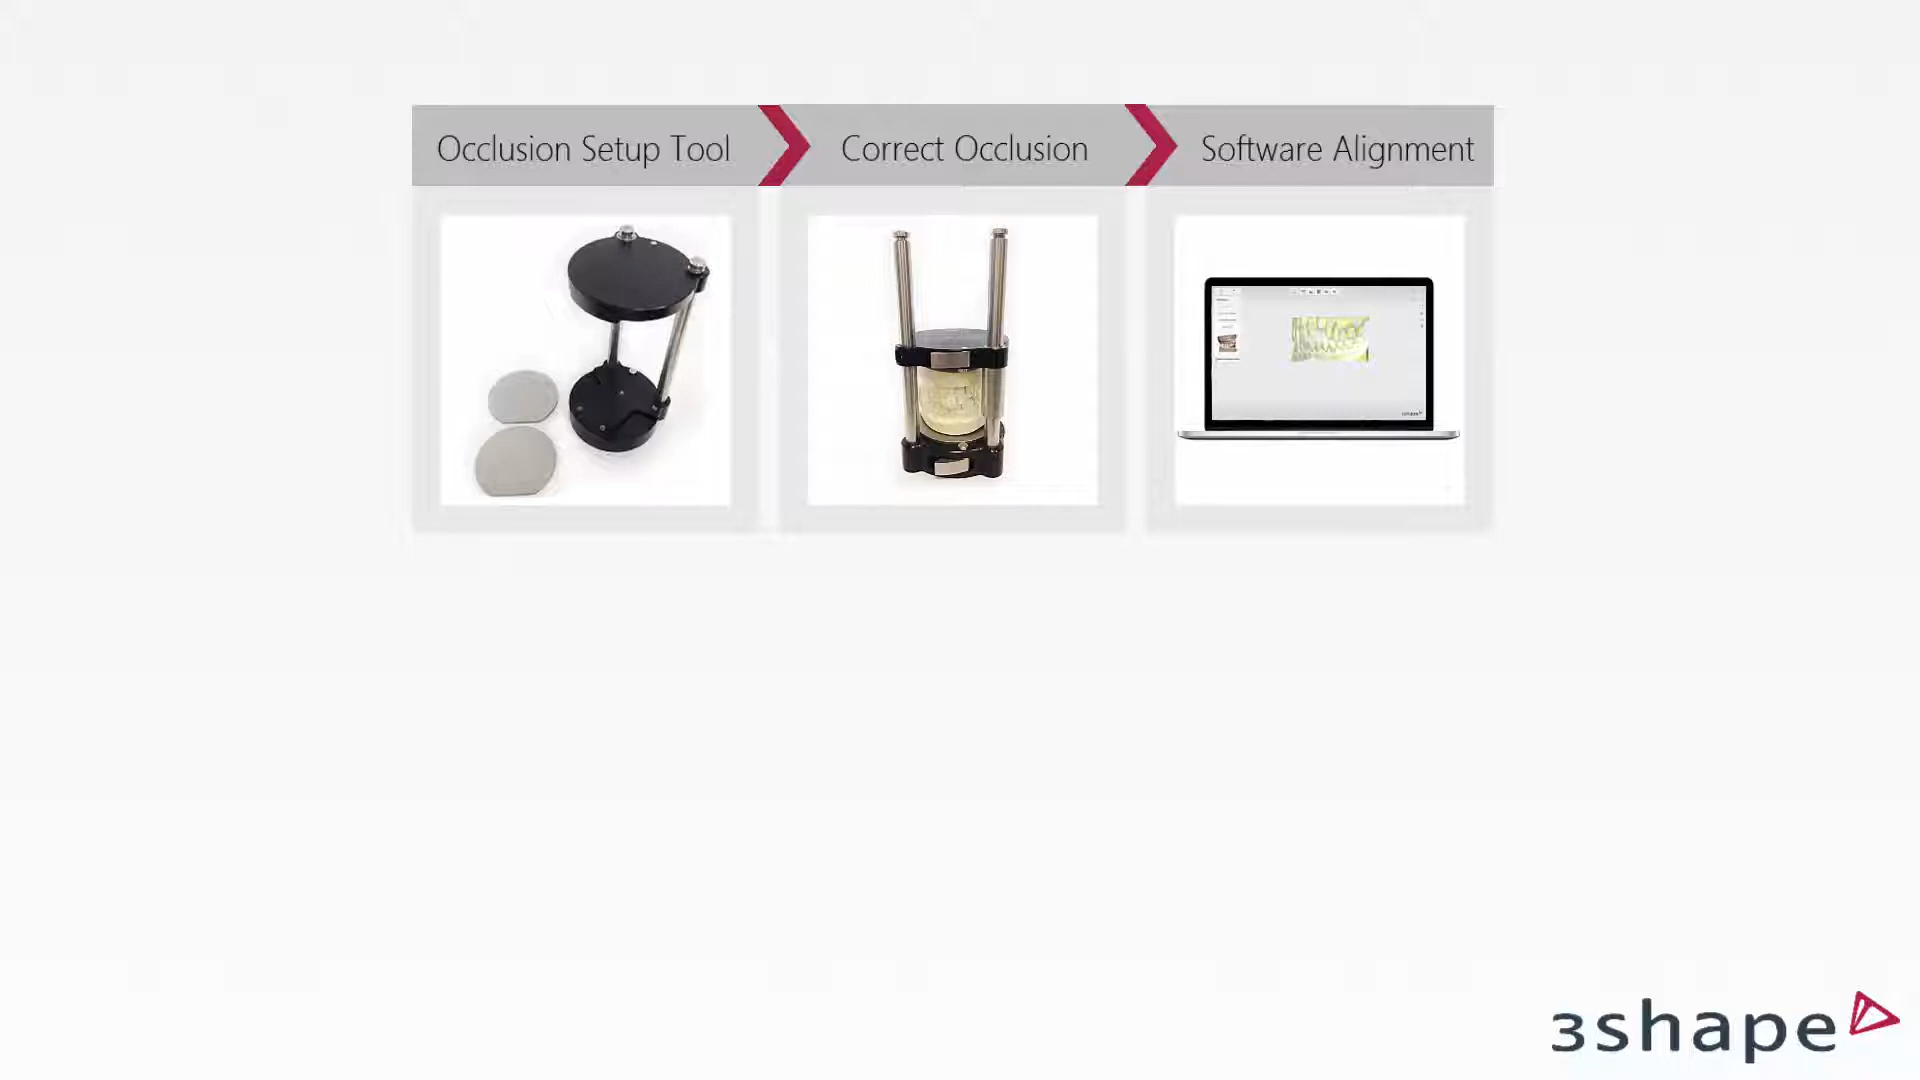 Occlusion Setup Tool
Correct Occlusion
Software Alignment
3shape